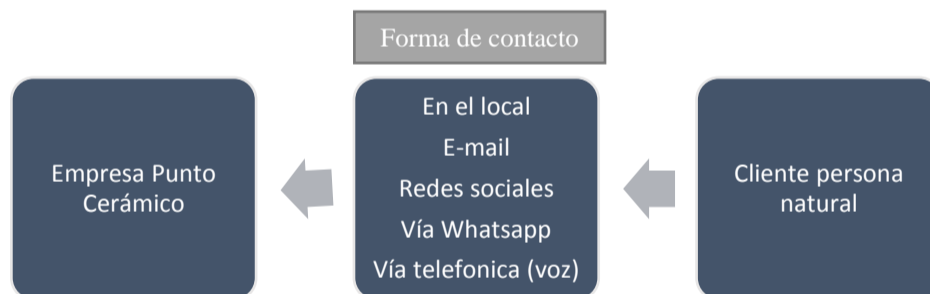 Forma de contacto
Empresa Punto
Cerámico
En el local
E-mail
Redes sociales
Vía Whatsapp
Vía telefonica (voz)
Cliente persona
natural